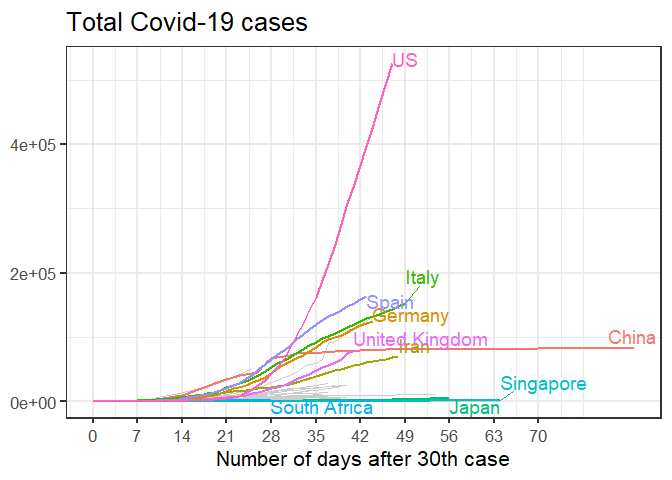 Total Covid-19 cases
US
4e+05
2e+05
Italy
Spain
Germany
United Kingdom
Iran
China
Singapore
0e+00
South Africa
Japan
0 7 14 21 28 35 42 49 56 63 70
Number of days after 30th case